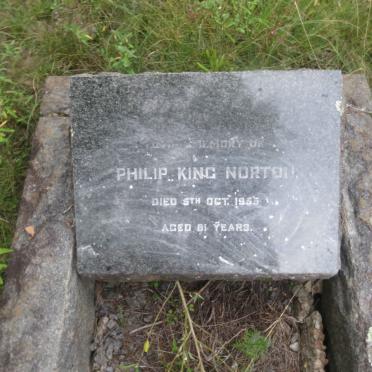 MEMORY OF
PHILIP KING NORTON
DIED 5TH OCT. 1953
AGED 81 YEARS.